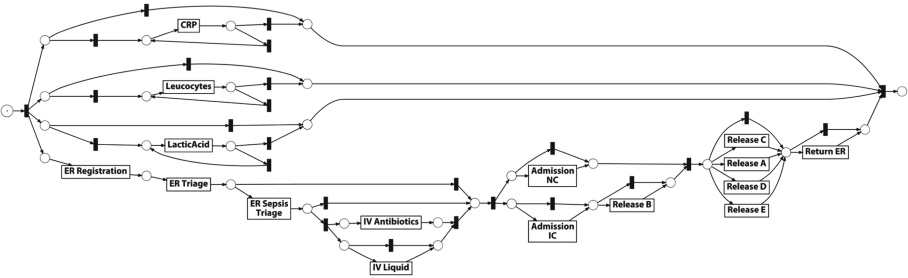 CRP
Leucocytes
LacticAcid
ER Registration
ER Triage
ER Sepsis
Triage
IV Antibiotics
IV Liquid
Admission
NC
Admission
IC
Release B
Release C
Release A
Release D
Release E
Return ER